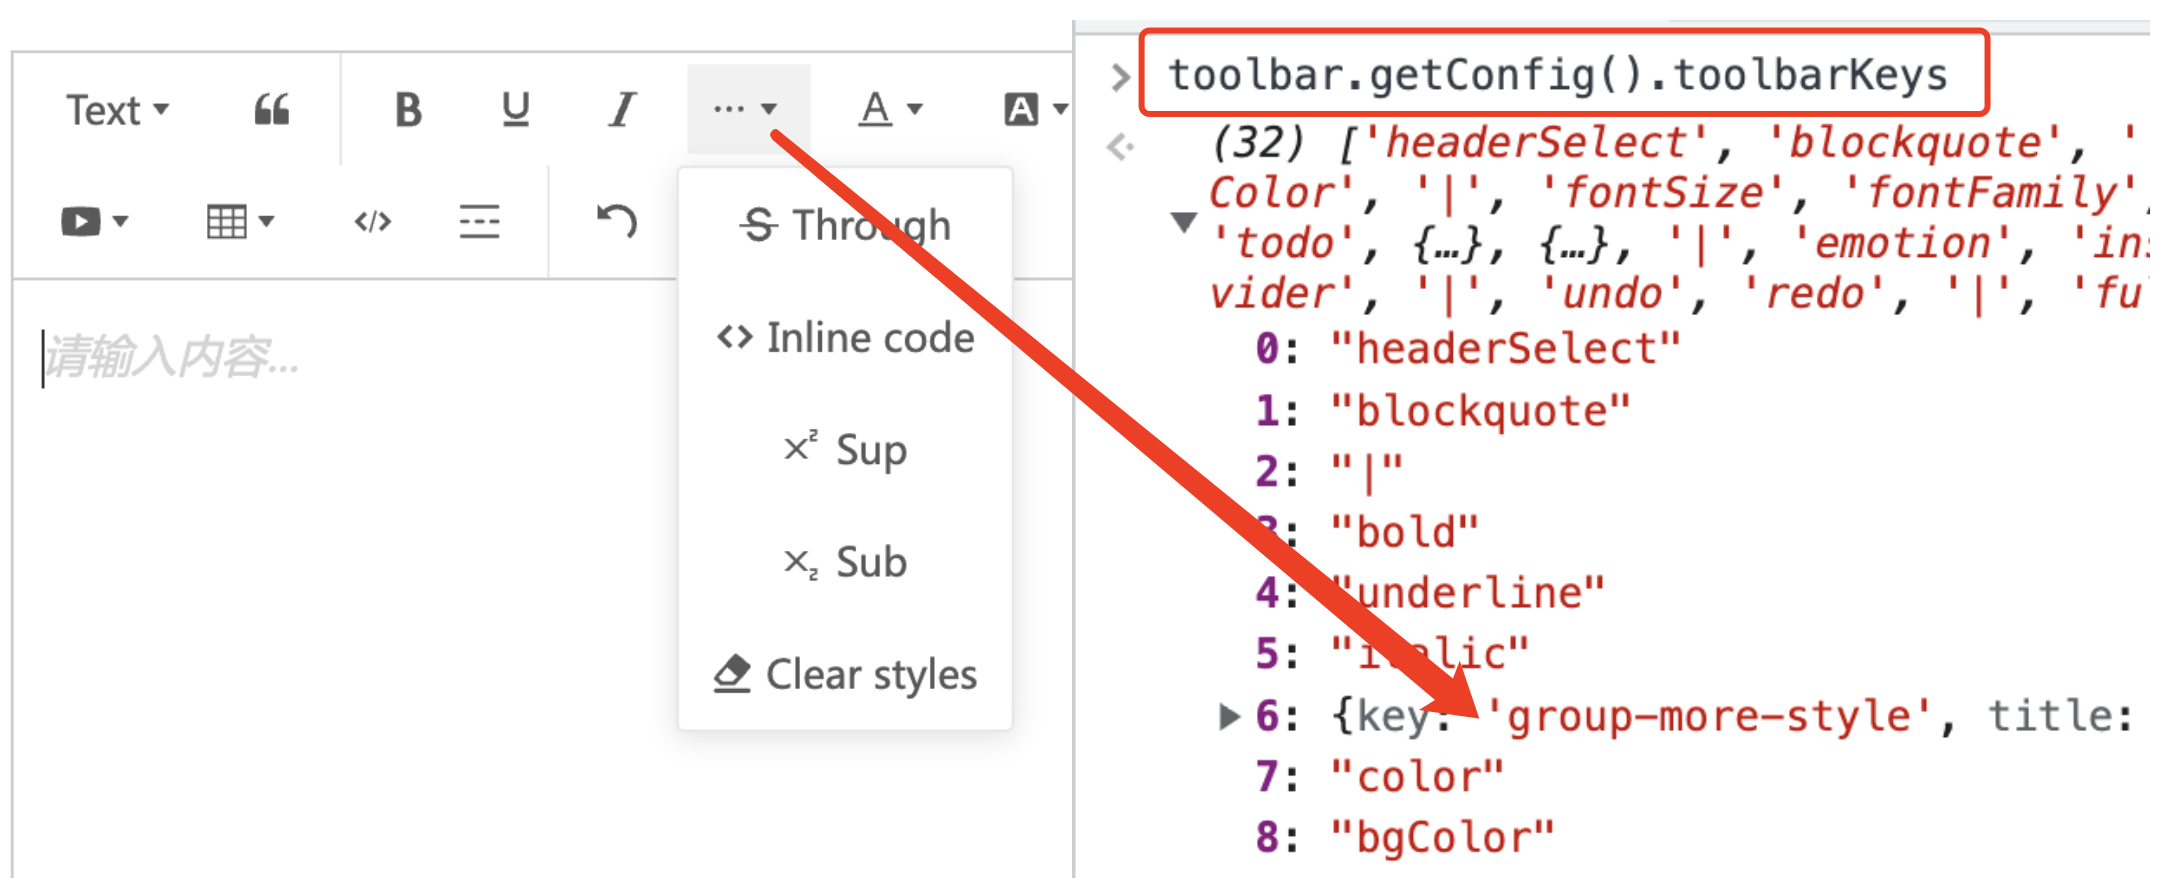 Text
B U I ... A A
Through
Inline code
Sup
Sub
Clear styles
请输入内容...
> toolbar.getConfig().toolbarKeys
(32) ['headerSelect', 'blockquote', '
Color', '|', 'fontSize', 'fontFamily',
'todo', {…}, {…}, '|', 'emotion', 'in
vider', '|', 'undo', 'redo', '|', 'fu
0: "headerSelect"
1: "blockquote"
2: "|"
3: "bold"
4: "underline"
5: "italic"
6: {key: 'group-more-style', title:
7: "color"
8: "bgColor"